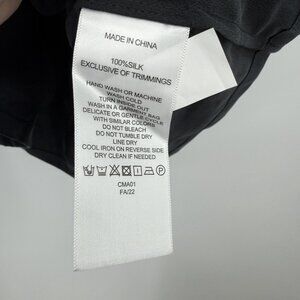 MADE IN CHINA
100%SILK
EXCLUSIVE OF TRIMMINGS
HAND WASH OR MACHINE
WASH COLD
TURN INSIDE OUT
WASH IN A GARMENT BAG
DELICATE OR GENTLE CYCLE
WITH SIMILAR COLORS
DO NOT BLEACH
DO NOT TUMBLE DRY
LINE DRY
COOL IRON ON REVERSE SIDE
DRY CLEAN IF NEEDED
CMA01
FA/22